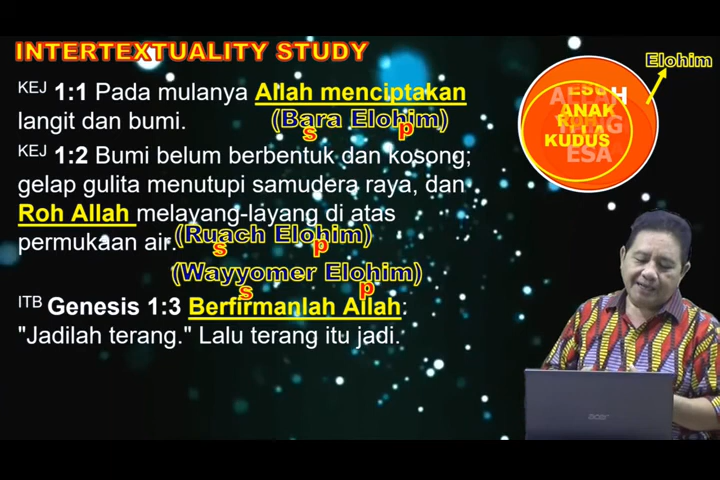 INTERTEXTUALITY STUDY
KEJ 1:1 Pada mulanya Allah menciptakan
langit dan bumi. (Bara Elohim)
s p
KEJ 1:2 Bumi belum berbentuk dan kosong;
gelap gulita menutupi samudera raya, dan
Roh Allah melayang-layang di atas
permukaan air. (Ruach Elohim)
s p
(Wayyomer Elohim)
s p
ITB Genesis 1:3 Berfirmanlah Allah:
"Jadilah terang." Lalu terang itu jadi.
Elohim
ANAK
KUDUS
ESA
acer